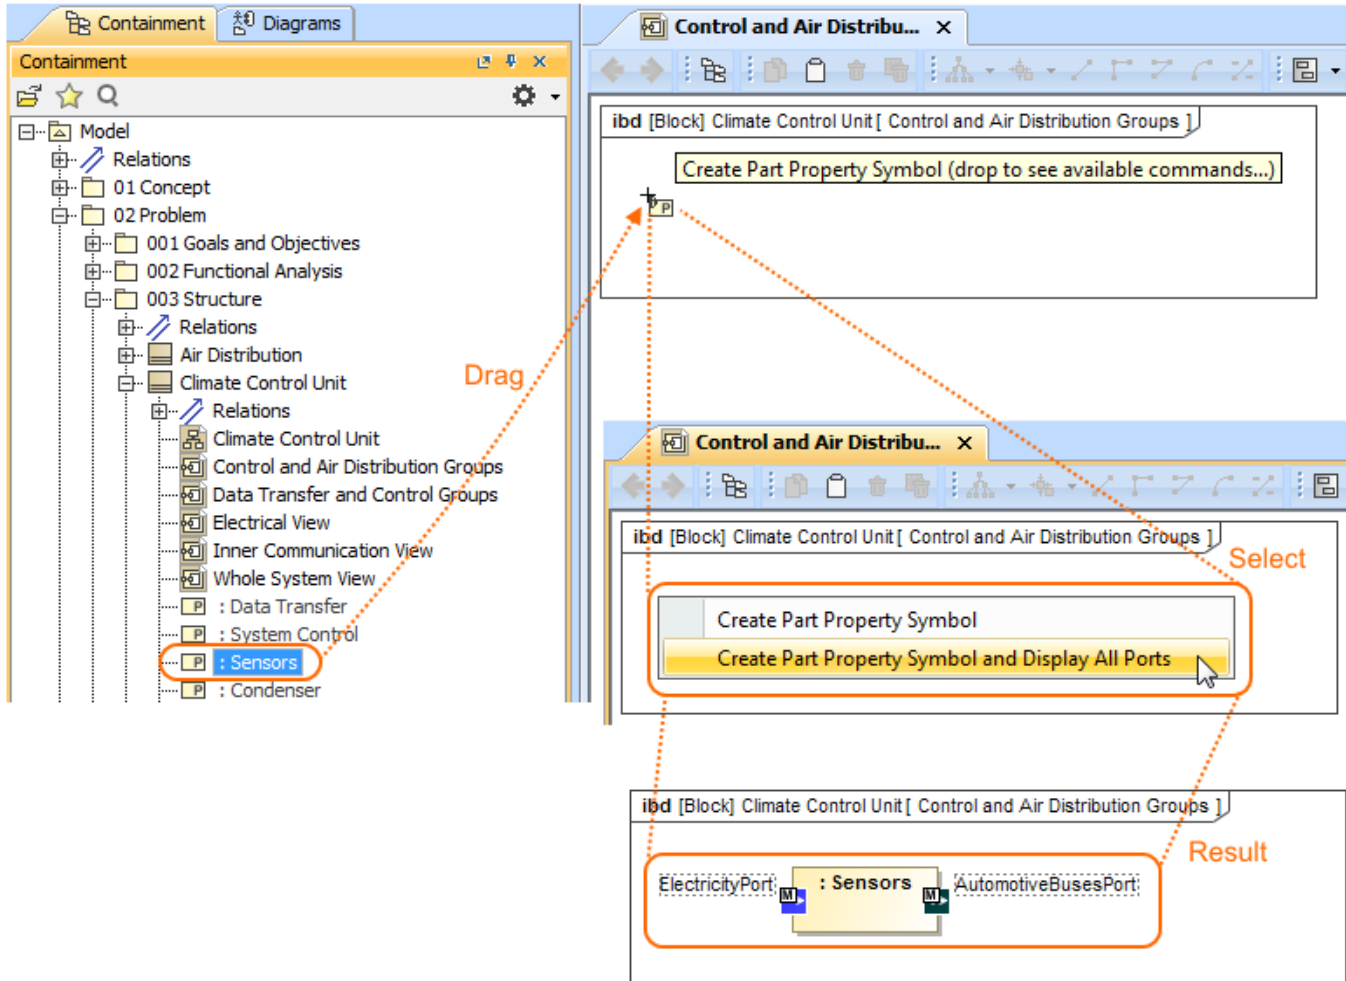 Containment
Diagrams
Containment
Model
Relations
01 Concept
02 Problem
001 Goals and Objectives
002 Functional Analysis
003 Structure
Relations
Air Distribution
Climate Control Unit
Relations
Climate Control Unit
Control and Air Distribution Groups
Data Transfer and Control Groups
Electrical View
Inner Communication View
Whole System View
P : Data Transfer
P : System Control
P : Sensors
P : Condenser
Drag
Control and Air Distribu... X
ibd [Block] Climate Control Unit [ Control and Air Distribution Groups ]
Create Part Property Symbol (drop to see available commands...)
P
Control and Air Distribu... X
ibd [Block] Climate Control Unit [ Control and Air Distribution Groups ]
Select
Create Part Property Symbol
Create Part Property Symbol and Display All Ports
ibd [Block] Climate Control Unit [ Control and Air Distribution Groups ]
Result
ElectricityPort
M
: Sensors
M
AutomotiveBusesPort